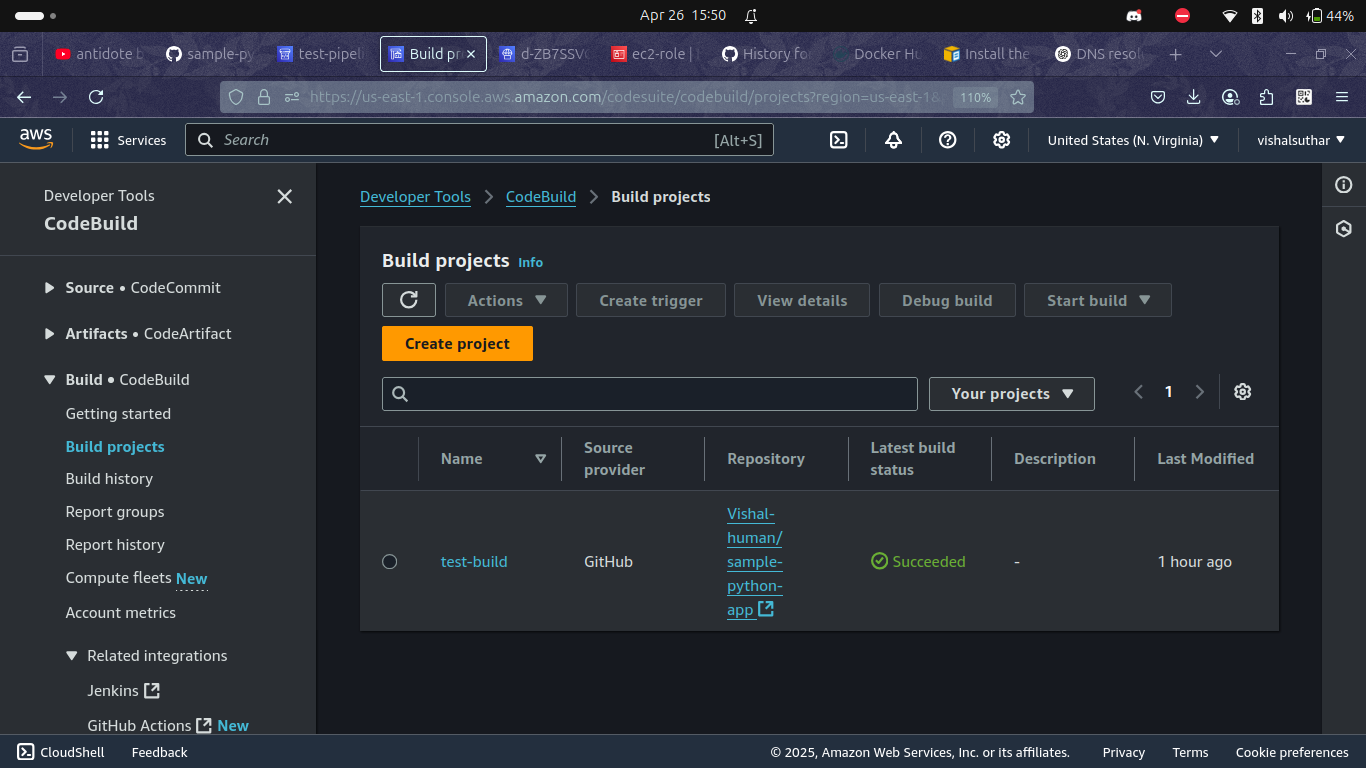 Apr 26 15:50
44%
antidote
sample-py
test-pipeli
Build pr
d-ZB7SSV
ec2-role |
History fo
Docker Hu
Install the
DNS resol
https://us-east-1.console.aws.amazon.com/codesuite/codebuild/projects?region=us-east-1&
110%
aws
Services
Search
[Alt+S]
United States (N. Virginia)
vishalsuthar
Developer Tools
CodeBuild
Source • CodeCommit
Artifacts • CodeArtifact
Build • CodeBuild
Getting started
Build projects
Build history
Report groups
Report history
Compute fleets New
Account metrics
Related integrations
Jenkins
GitHub Actions New
Developer Tools
CodeBuild
Build projects
Build projects Info
Actions
Create trigger
View details
Debug build
Start build
Create project
Your projects
1
Name
Source
provider
Repository
Latest build
status
Description
Last Modified
test-build
GitHub
Vishal-
human/
sample-
python-
app
Succeeded
-
1 hour ago
CloudShell
Feedback
© 2025, Amazon Web Services, Inc. or its affiliates.
Privacy
Terms
Cookie preferences